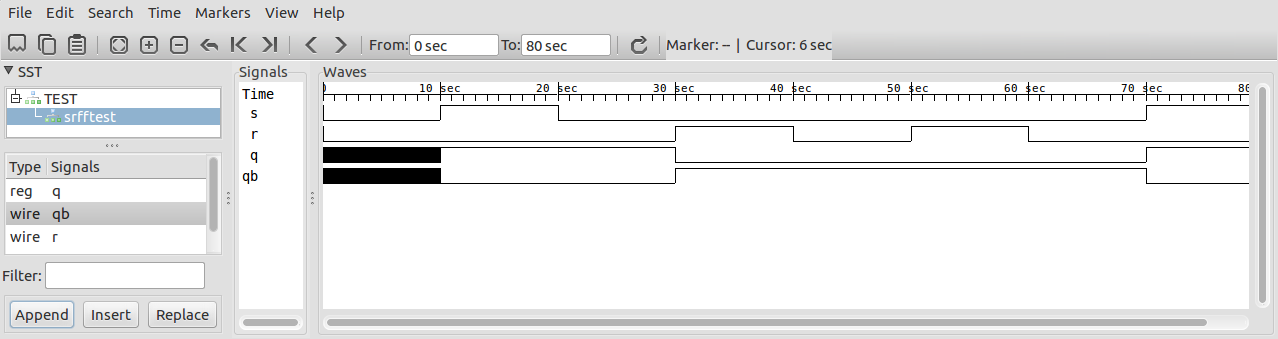 File Edit Search Time Markers View Help
From: 0 sec To: 80 sec Marker: -- | Cursor: 6 sec
SST
TEST
srfftest
Type Signals
reg q
wire qb
wire r
Filter:
Append Insert Replace
Signals
Time
s
r
q
qb
Waves
0 10 sec 20 sec 30 sec 40 sec 50 sec 60 sec 70 sec 80